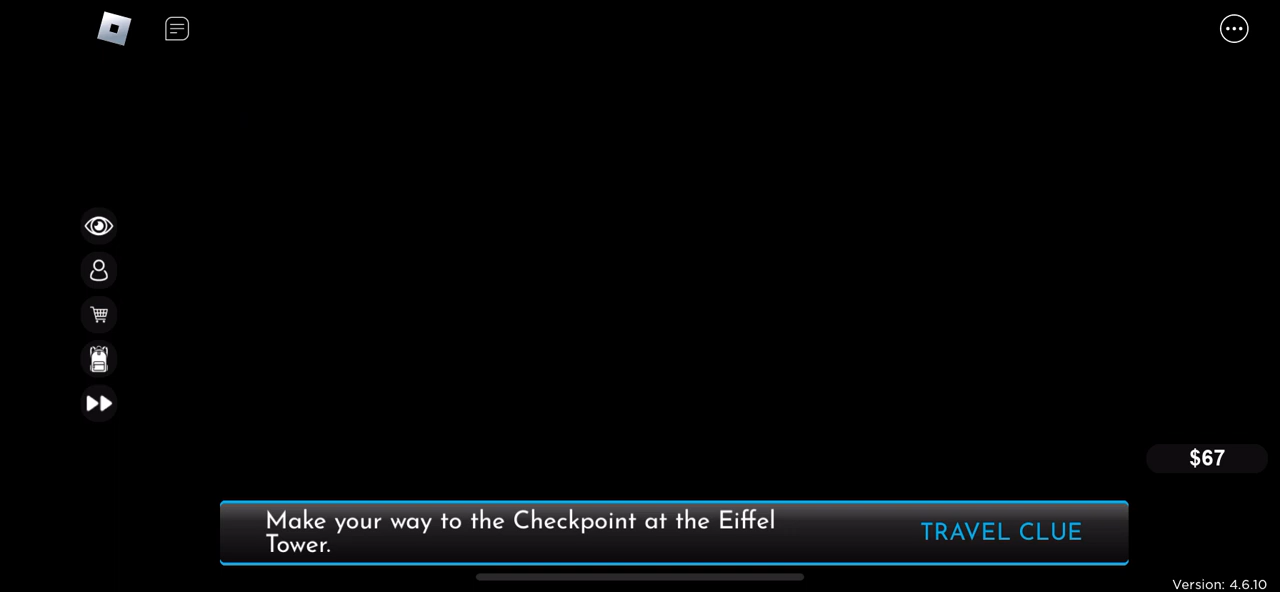 $67
Make your way to the Checkpoint at the Eiffel
Tower.
TRAVEL CLUE
Version: 4.6.10